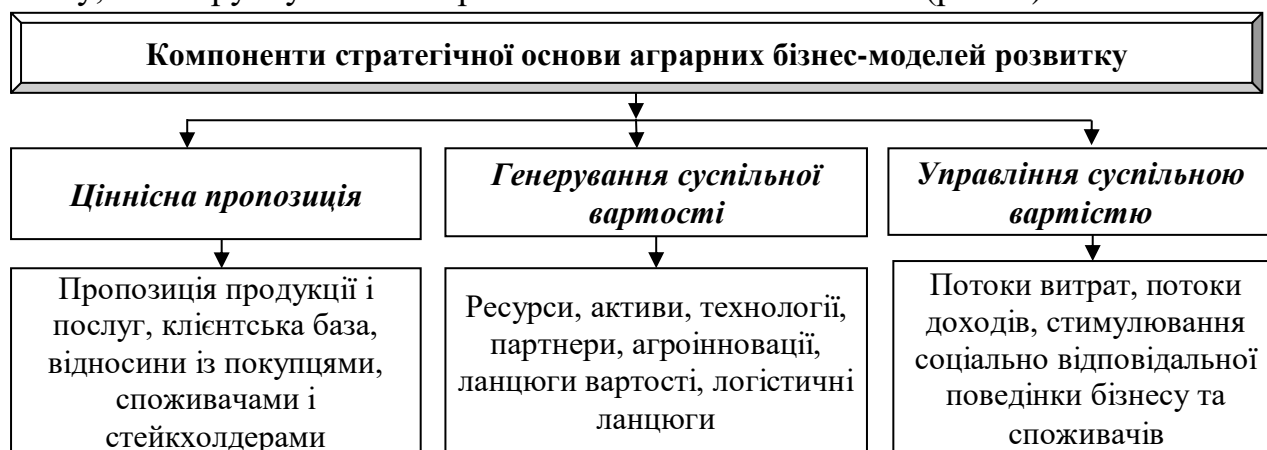 Компоненти стратегічної основи аграрних бізнес-моделей розвитку
Ціннісна пропозиція
Генерування суспільної
вартості
Управління суспільною
вартістю
Пропозиція продукції і
послуг, клієнтська база,
відносини із покупцями,
споживачами і
стейкхолдерами
Ресурси, активи, технології,
партнери, агроінновації,
ланцюги вартості, логістичні
ланцюги
Потоки витрат, потоки
доходів, стимулювання
соціально відповідальної
поведінки бізнесу та
споживачів